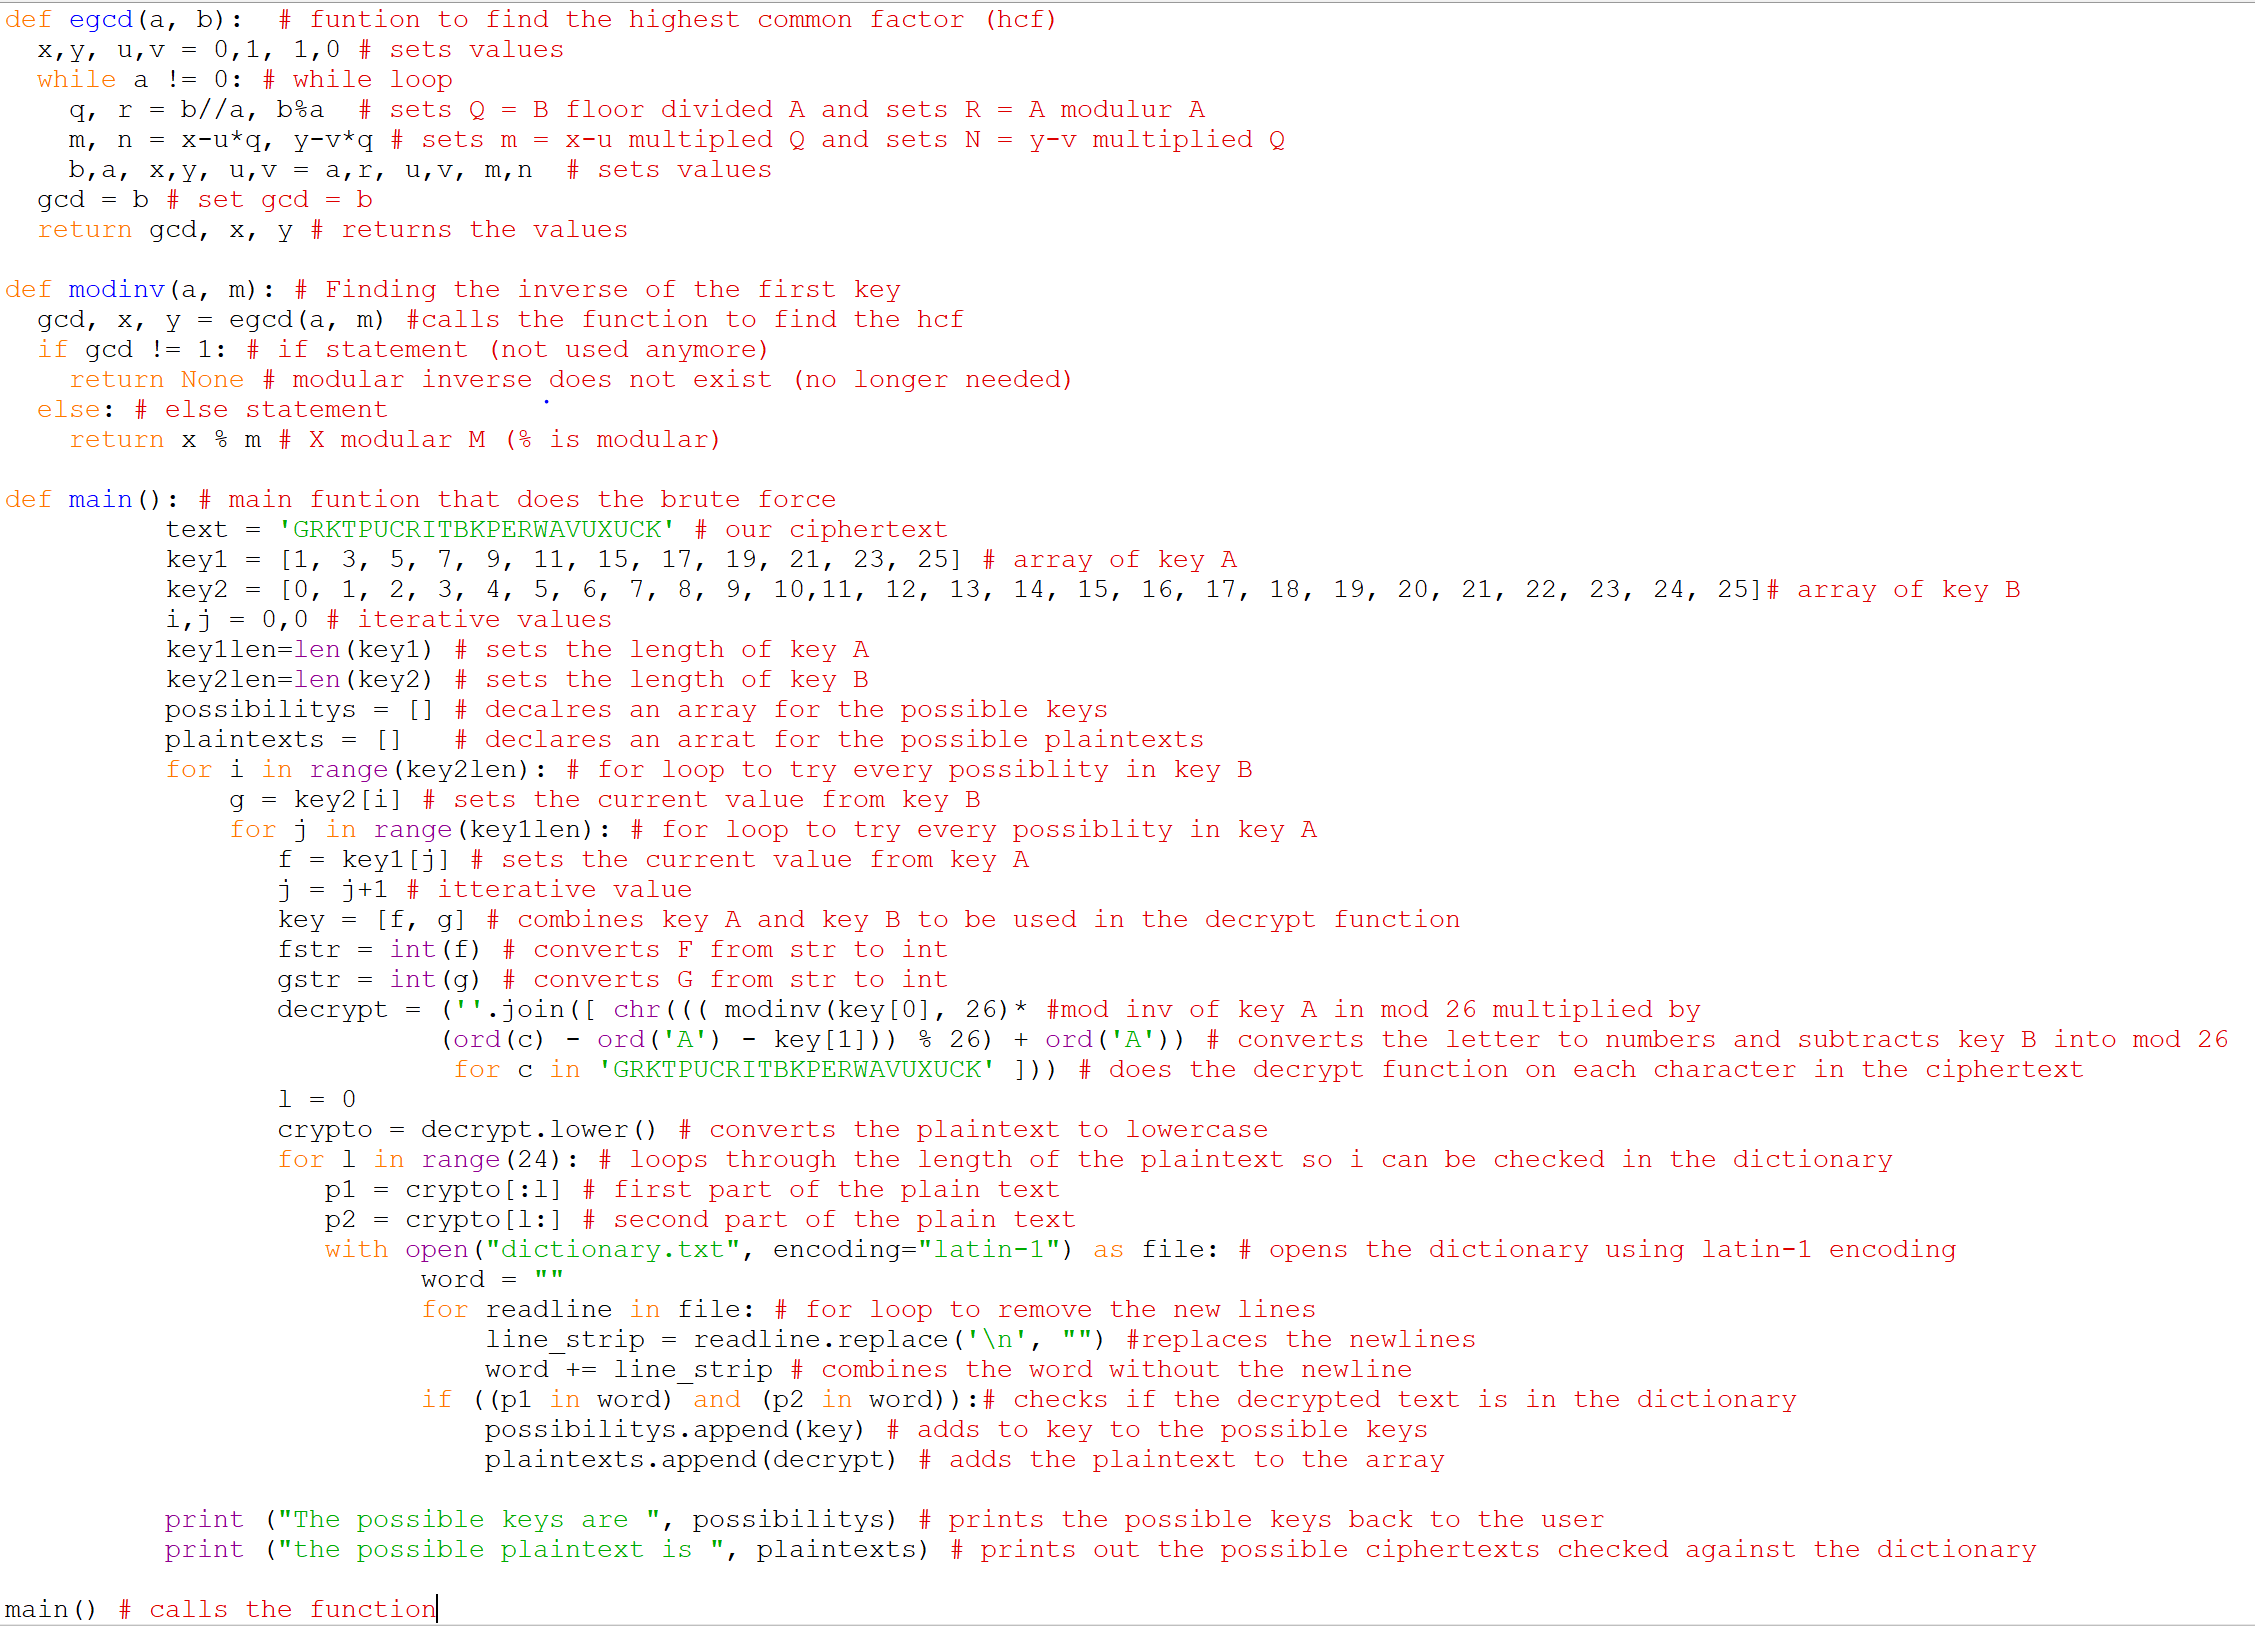 def egcd(a, b):  # funtion to find the highest common factor (hcf)
  x,y, u,v = 0,1, 1,0 # sets values
  while a != 0: # while loop
    q, r = b//a, b%a  # sets Q = B floor divided A and sets R = A modulur A
    m, n = x-u*q, y-v*q # sets m = x-u multipled Q and sets N = y-v multiplied Q
    b,a, x,y, u,v = a,r, u,v, m,n  # sets values
  gcd = b # set gcd = b
  return gcd, x, y # returns the values

def modinv(a, m): # Finding the inverse of the first key
  gcd, x, y = egcd(a, m) #calls the function to find the hcf
  if gcd != 1: # if statement (not used anymore)
    return None # modular inverse does not exist (no longer needed)
  else: # else statement
    return x % m # X modular M (% is modular)

def main(): # main funtion that does the brute force
          text = 'GRKTPUCRITBKPERWAVUXUCK' # our ciphertext
          key1 = [1, 3, 5, 7, 9, 11, 15, 17, 19, 21, 23, 25] # array of key A
          key2 = [0, 1, 2, 3, 4, 5, 6, 7, 8, 9, 10,11, 12, 13, 14, 15, 16, 17, 18, 19, 20, 21, 22, 23, 24, 25]# array of key B
          i,j = 0,0 # iterative values
          key1len=len(key1) # sets the length of key A
          key2len=len(key2) # sets the length of key B
          possibilitys = [] # decalres an array for the possible keys
          plaintexts = []   # declares an arrat for the possible plaintexts
          for i in range(key2len): # for loop to try every possiblity in key B
              g = key2[i] # sets the current value from key B
              for j in range(key1len): # for loop to try every possiblity in key A
                 f = key1[j] # sets the current value from key A
                 j = j+1 # itterative value
                 key = [f, g] # combines key A and key B to be used in the decrypt function
                 fstr = int(f) # converts F from str to int
                 gstr = int(g) # converts G from str to int
                 decrypt = (''.join([ chr((( modinv(key[0], 26)* #mod inv of key A in mod 26 multiplied by
                           (ord(c) - ord('A') - key[1])) % 26) + ord('A')) # converts the letter to numbers and subtracts key B into mod 26
                            for c in 'GRKTPUCRITBKPERWAVUXUCK' ])) # does the decrypt function on each character in the ciphertext
                 l = 0
                 crypto = decrypt.lower() # converts the plaintext to lowercase
                 for l in range(24): # loops through the length of the plaintext so i can be checked in the dictionary
                    p1 = crypto[:l] # first part of the plain text
                    p2 = crypto[l:] # second part of the plain text
                    with open("dictionary.txt", encoding="latin-1") as file: # opens the dictionary using latin-1 encoding
                          word = ""
                          for readline in file: # for loop to remove the new lines
                              line_strip = readline.replace('\n', "") #replaces the newlines
                              word += line_strip # combines the word without the newline
                          if ((p1 in word) and (p2 in word)):# checks if the decrypted text is in the dictionary
                              possibilitys.append(key) # adds to key to the possible keys
                              plaintexts.append(decrypt) # adds the plaintext to the array

          print ("The possible keys are ", possibilitys) # prints the possible keys back to the user
          print ("the possible plaintext is ", plaintexts) # prints out the possible ciphertexts checked against the dictionary

main() # calls the function